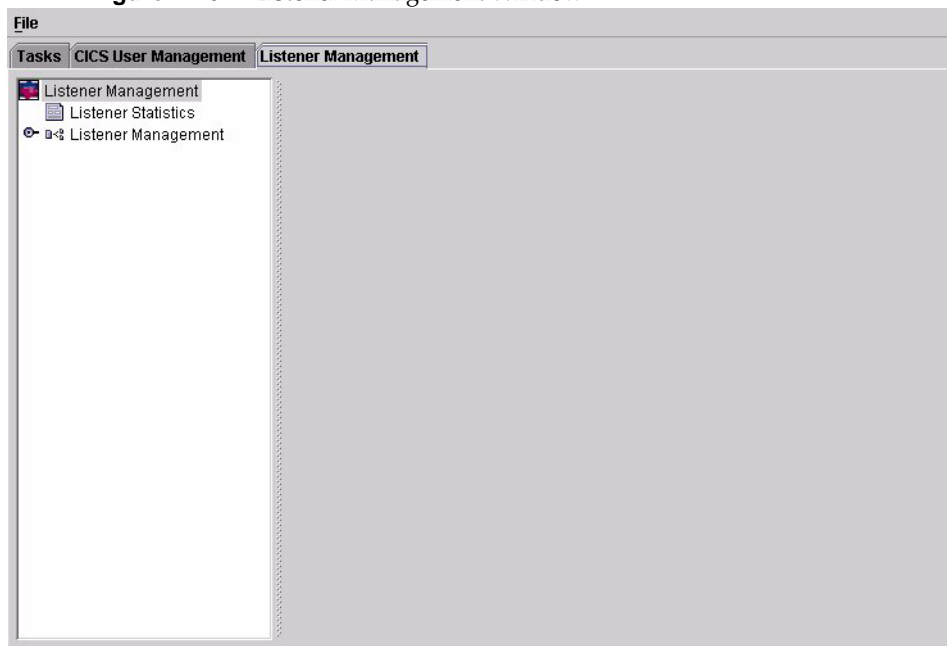 File
Tasks CICS User Management Listener Management
Listener Management
Listener Statistics
Listener Management